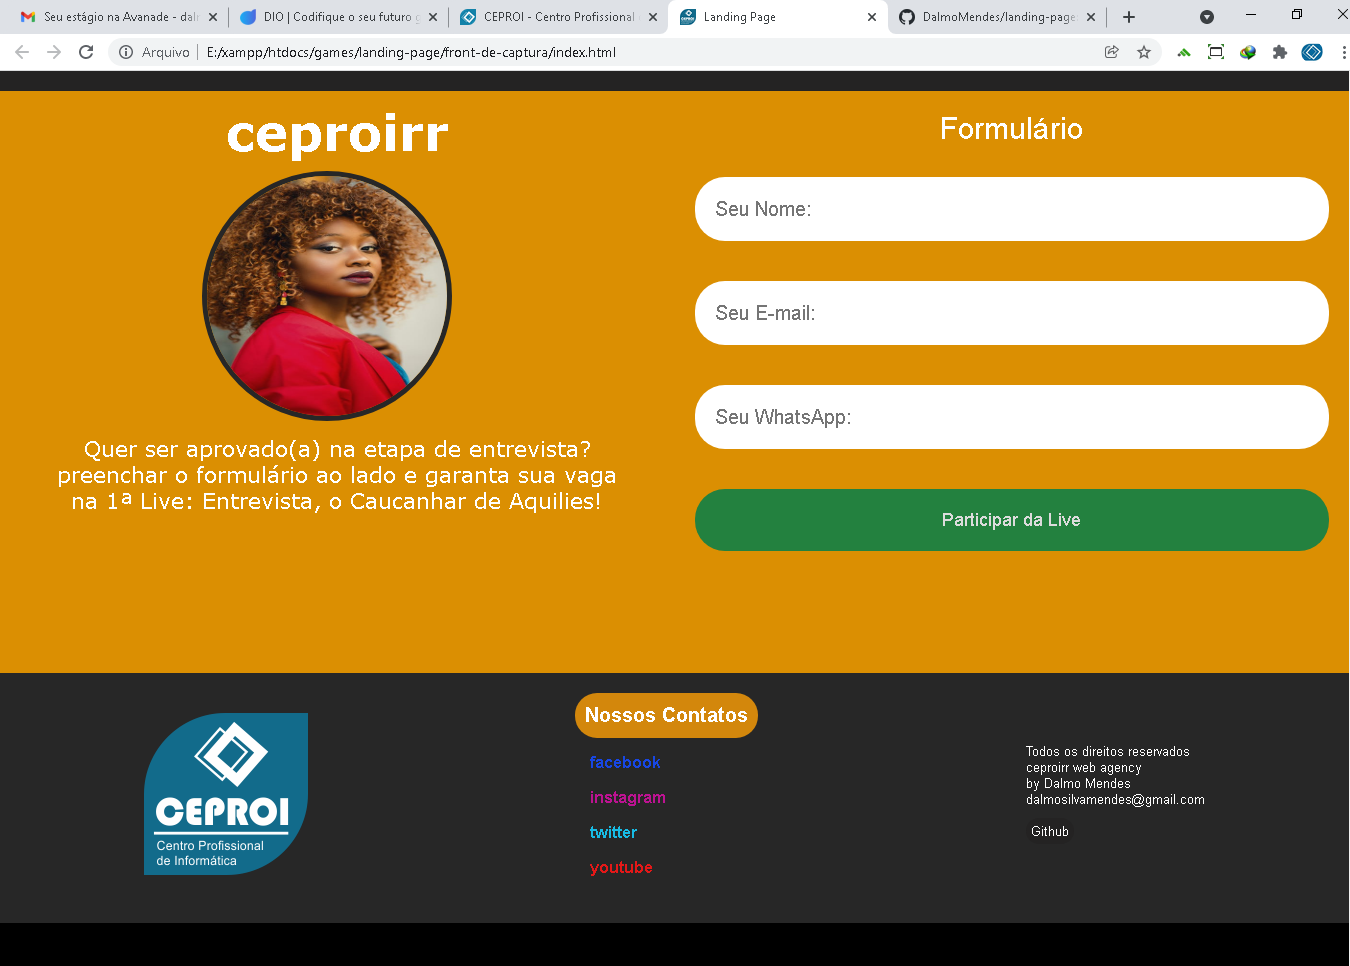 Seu estágio na Avanade - dal
DIO | Codifique o seu futuro g
CEPROI - Centro Profissional
Landing Page
DalmoMendes/landing-page
Arquivo
E:/xampp/htdocs/games/landing-page/front-de-captura/index.html
ceproirr
Quer ser aprovado(a) na etapa de entrevista?
preenchar o formulário ao lado e garanta sua vaga
na 1ª Live: Entrevista, o Caucanhar de Aquilies!
Formulário
Seu Nome:
Seu E-mail:
Seu WhatsApp:
Participar da Live
CEPROI
Centro Profissional
de Informática
Nossos Contatos
facebook
instagram
twitter
youtube
Todos os direitos reservados
ceproirr web agency
by Dalmo Mendes
dalmosilvamendes@gmail.com
Github